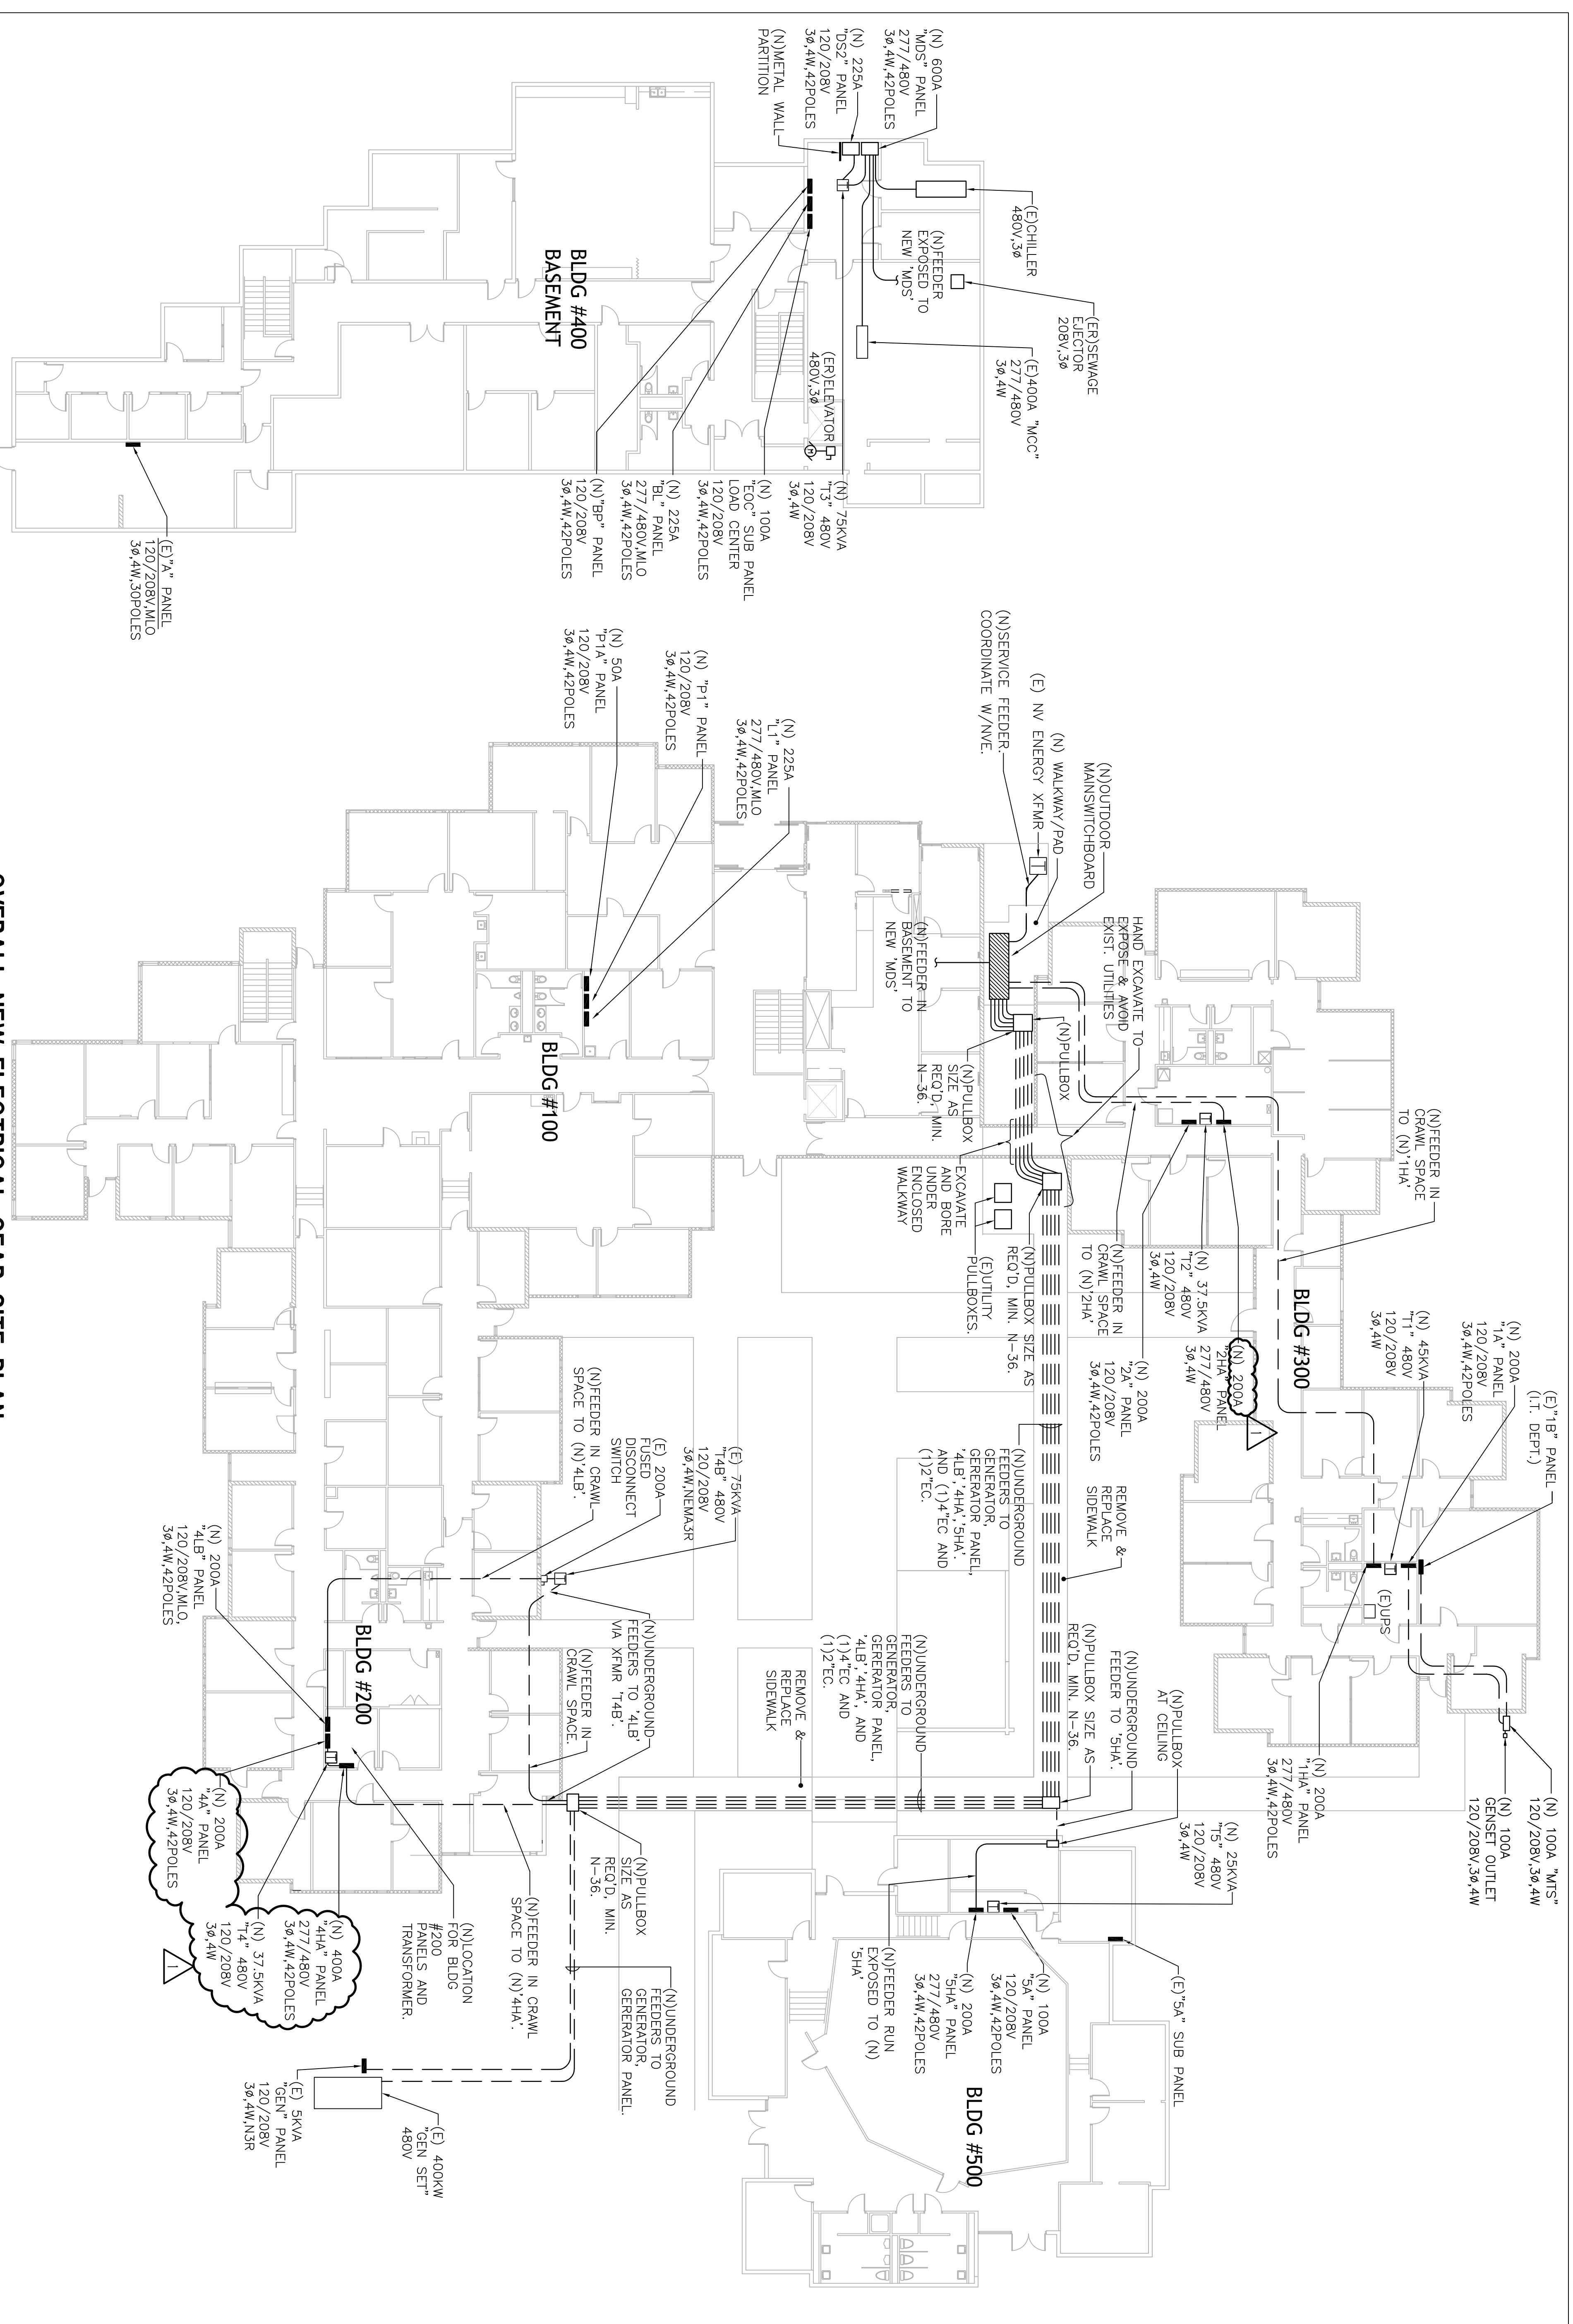 (N) 600A
"MDS" PANEL
277/480V
3ø,4W,42POLES
(N) 225A
"DS2" PANEL
120/208V
3ø,4W,42POLES
(N)METAL WALL
PARTITION
(E)CHILLER
480V,3ø
(N)FEEDER
EXPOSED TO
NEW 'MDS'
(ER)SEWAGE
EJECTOR
208V,3ø
(E)400A "MCC"
277/480V
3ø,4W
(ER)ELEVATOR
480V,3ø
M
BLDG #400
BASEMENT
(N) 75KVA
"T3" 480V
120/208V
3ø,4W
(N) 100A
"EOC" SUB PANEL
LOAD CENTER
120/208V
3ø,4W,42POLES
(N) 225A
"BL" PANEL
277/480V,MLO
3ø,4W,42POLES
(N)"BP" PANEL
120/208V
3ø,4W,42POLES
(E)"A" PANEL
120/208V,MLO
3ø,4W,30POLES
(N)SERVICE FEEDER.
COORDINATE W/NVE.
(E) NV ENERGY XFMR
(N) WALKWAY/PAD
(N)OUTDOOR
MAINSWITCHBOARD
HAND EXCAVATE TO
EXPOSE & AVOID
EXIST. UTILITIES
(N) 50A
"P1A" PANEL
120/208V
3ø,4W,42POLES
(N) "P1" PANEL
120/208V
3ø,4W,42POLES
(N) 225A
"L1" PANEL
277/480V,MLO
3ø,4W,42POLES
(N)FEEDER IN
BASEMENT TO
NEW 'MDS'
(N)PULLBOX
(N)PULLBOX
SIZE AS
REQ'D, MIN.
N-36.
BLDG #100
EXCAVATE
AND BORE
UNDER
ENCLOSED
WALKWAY
(E)UTILITY
PULLBOXES.
(N)PULLBOX SIZE AS
REQ'D, MIN. N-36.
(N)FEEDER IN
CRAWL SPACE
TO (N)'2HA'
(N)FEEDER IN
CRAWL SPACE
TO (N)'1HA'
(N) 37.5KVA
"T2" 480V
120/208V
3ø,4W
(N) 200A
"2HA" PANEL
277/480V
3ø,4W
1
(N) 200A
"2A" PANEL
120/208V
3ø,4W,42POLES
BLDG #300
(N) 45KVA
"T1" 480V
120/208V
3ø,4W
(N) 200A
"1A" PANEL
120/208V
3ø,4W,42POLES
(E)"1B" PANEL
(I.T. DEPT.)
(E)UPS
(N) 200A
"1HA" PANEL
277/480V
3ø,4W,42POLES
(N) 100A
GENSET OUTLET
120/208V,3ø,4W
(N) 100A "MTS"
120/208V,3ø,4W
(N)UNDERGROUND
FEEDERS TO
GENERATOR,
GERERATOR PANEL,
'4LB','4HA','5HA'.
AND (1)4"EC AND
(1)2"EC.
REMOVE &
REPLACE
SIDEWALK
(N)FEEDER IN CRAWL
SPACE TO (N)'4LB'.
(E) 200A
FUSED
DISCONNECT
SWITCH
(E) 75KVA
"T4B" 480V
120/208V
3ø,4W,NEMA3R
(N) 200A
"4LB" PANEL
120/208V,MLO,
3ø,4W,42POLES
BLDG #200
(N)UNDERGROUND
FEEDERS TO '4LB'
VIA XFMR 'T4B'.
(N)FEEDER IN
CRAWL SPACE.
(N)UNDERGROUND
FEEDERS TO
GENERATOR,
GERERATOR PANEL,
'4LB','4HA', AND
(1)4"EC AND
(1)2"EC.
REMOVE &
REPLACE
SIDEWALK
(N)PULLBOX SIZE AS
REQ'D, MIN. N-36.
(N)UNDERGROUND
FEEDER TO '5HA'.
(N)PULLBOX
AT CEILING
(N) 25KVA
"T5" 480V
120/208V
3ø,4W
(N) 200A
"4A" PANEL
120/208V
3ø,4W,42POLES
(N) 400A
"4HA" PANEL
277/480V
3ø,4W,42POLES
(N) 37.5KVA
"T4" 480V
120/208V
3ø,4W
1
(N)LOCATION
FOR BLDG
#200
PANELS AND
TRANSFORMER.
(N)FEEDER IN CRAWL
SPACE TO (N)'4HA'.
(N)PULLBOX
SIZE AS
REQ'D, MIN.
N-36.
(N)UNDERGROUND
FEEDERS TO
GENERATOR,
GERERATOR PANEL.
(N)FEEDER RUN
EXPOSED TO (N)
'5HA'
(N) 200A
"5HA" PANEL
277/480V
3ø,4W,42POLES
(N) 100A
"5A" PANEL
120/208V
3ø,4W,42POLES
(E)"5A" SUB PANEL
BLDG #500
(E) 5KVA
"GEN" PANEL
120/208V
3ø,4W,N3R
(E) 400KW
"GEN SET"
480V
OVERALL NEW ELECTRICAL GEAR SITE PLAN